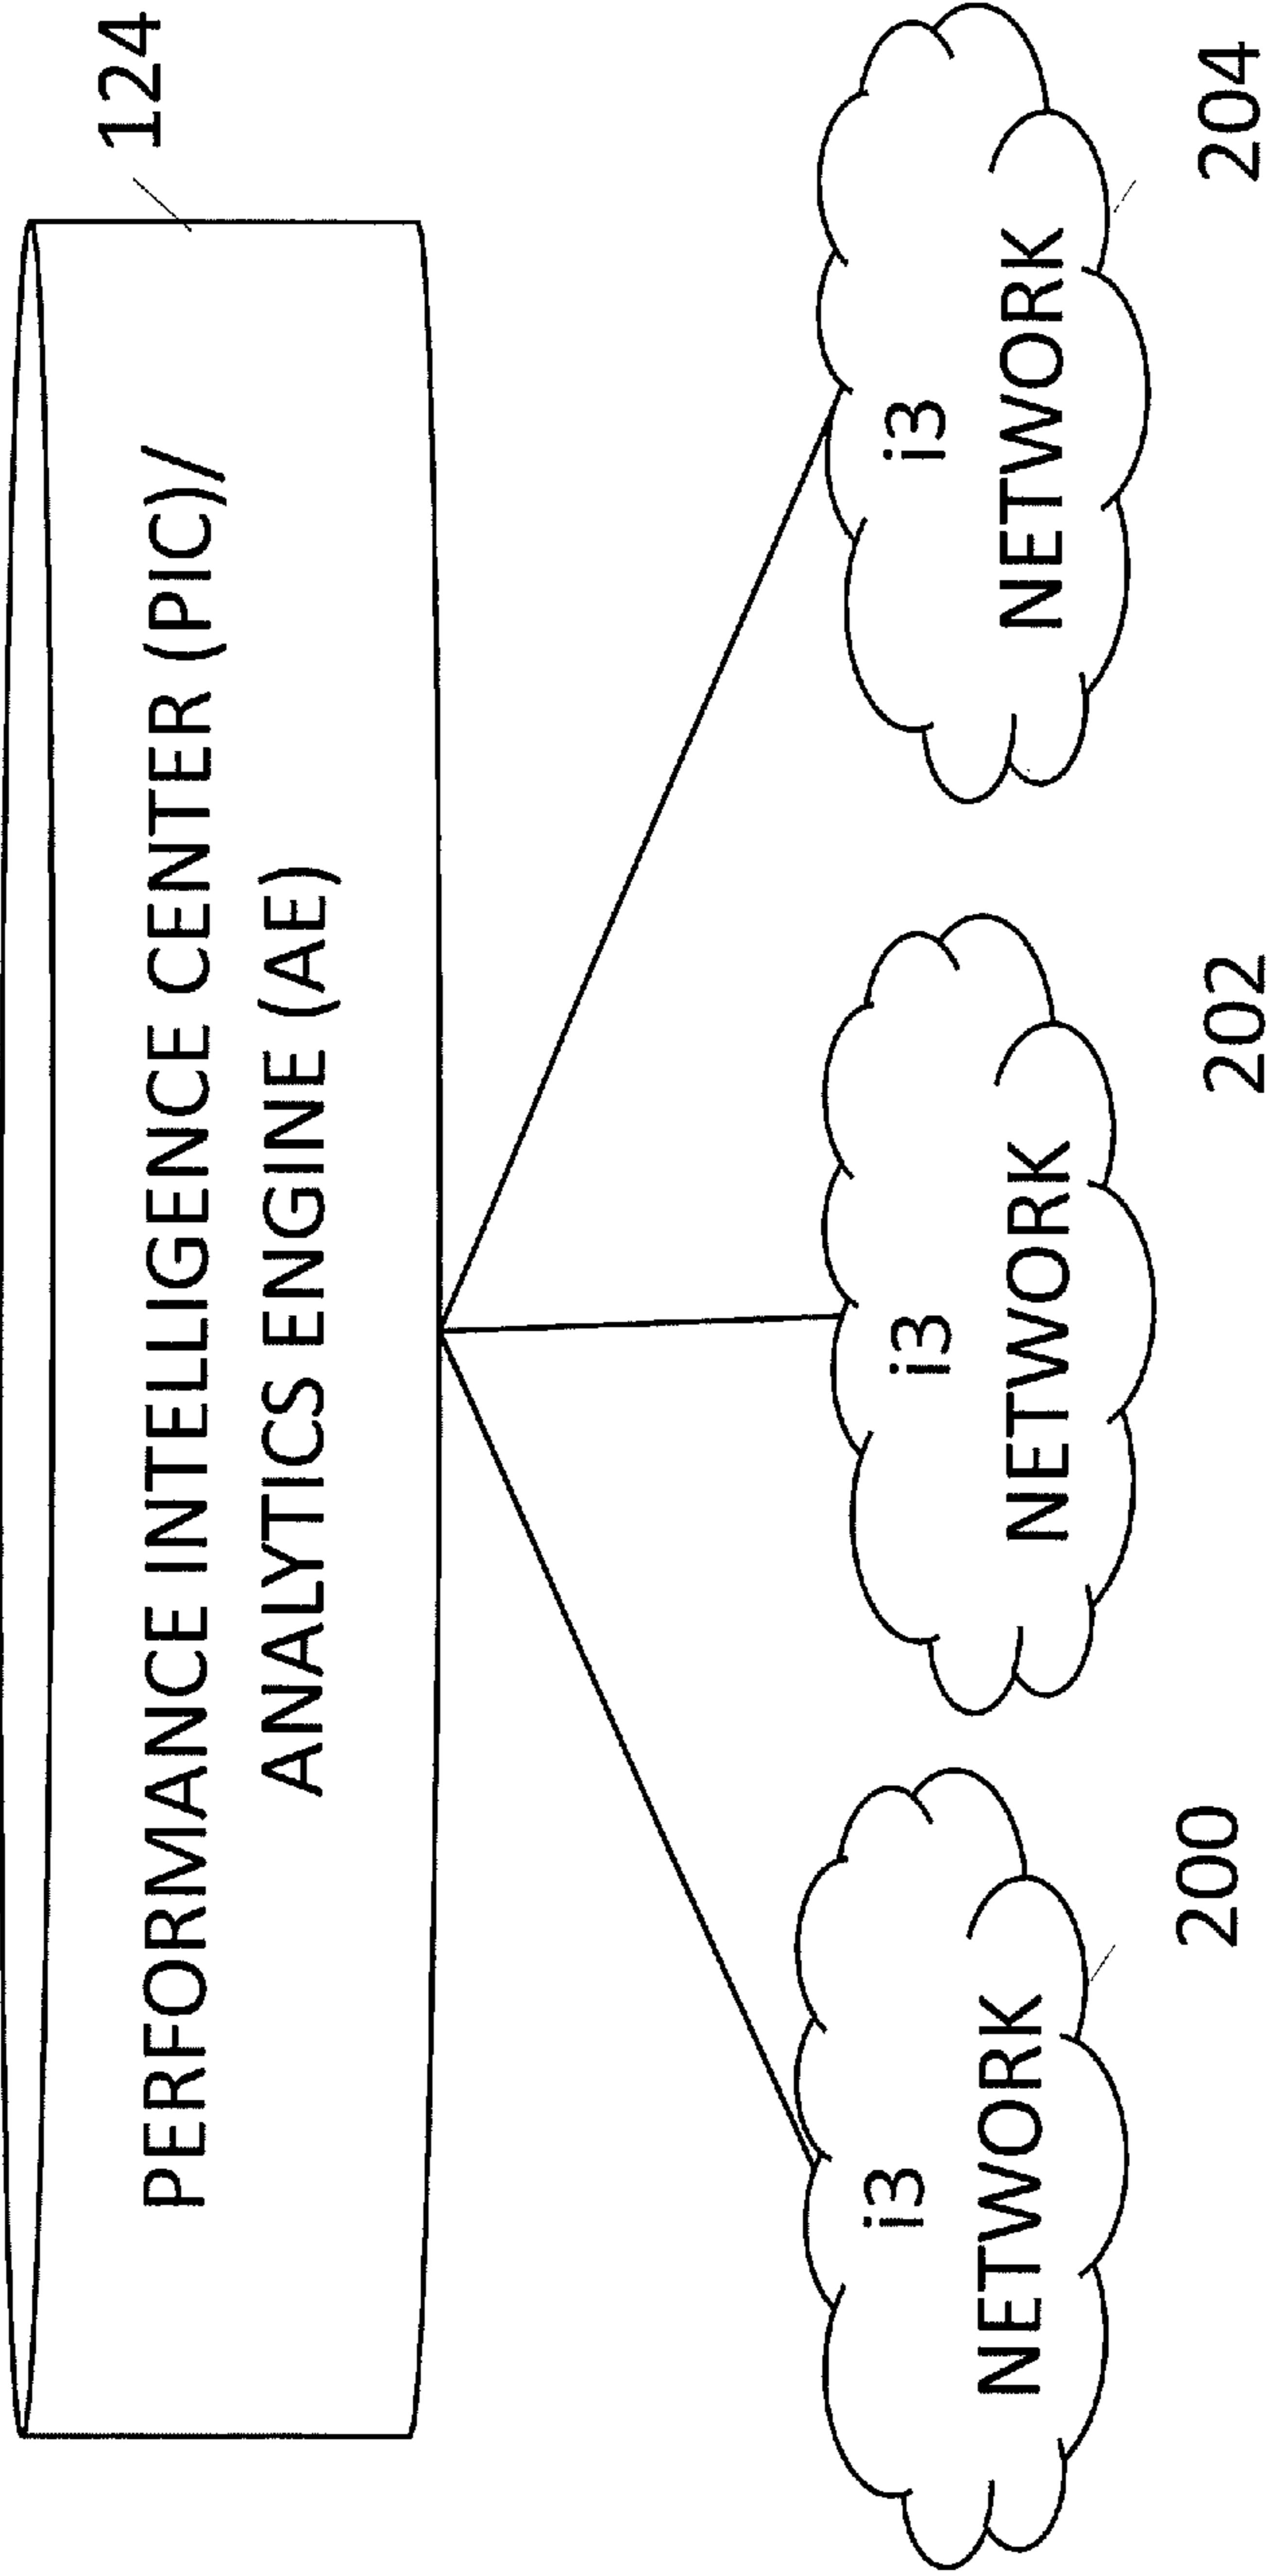 124
PERFORMANCE INTELLIGENCE CENTER (PIC)/
ANALYTICS ENGINE (AE)
i3
NETWORK
i3
NETWORK
i3
NETWORK
200
202
204